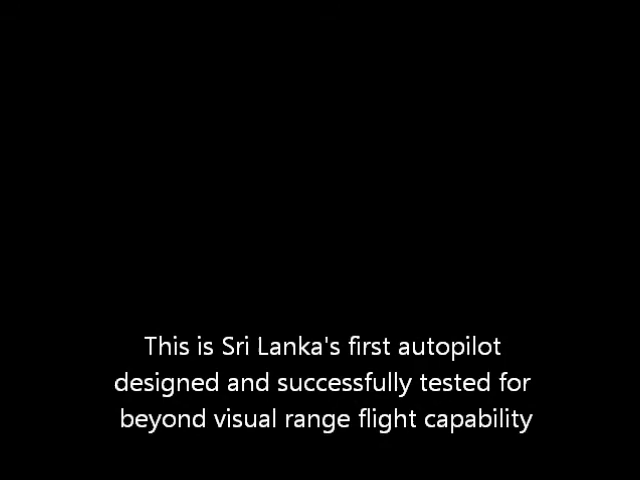 This is Sri Lanka's first autopilot
designed and successfully tested for
beyond visual range flight capability